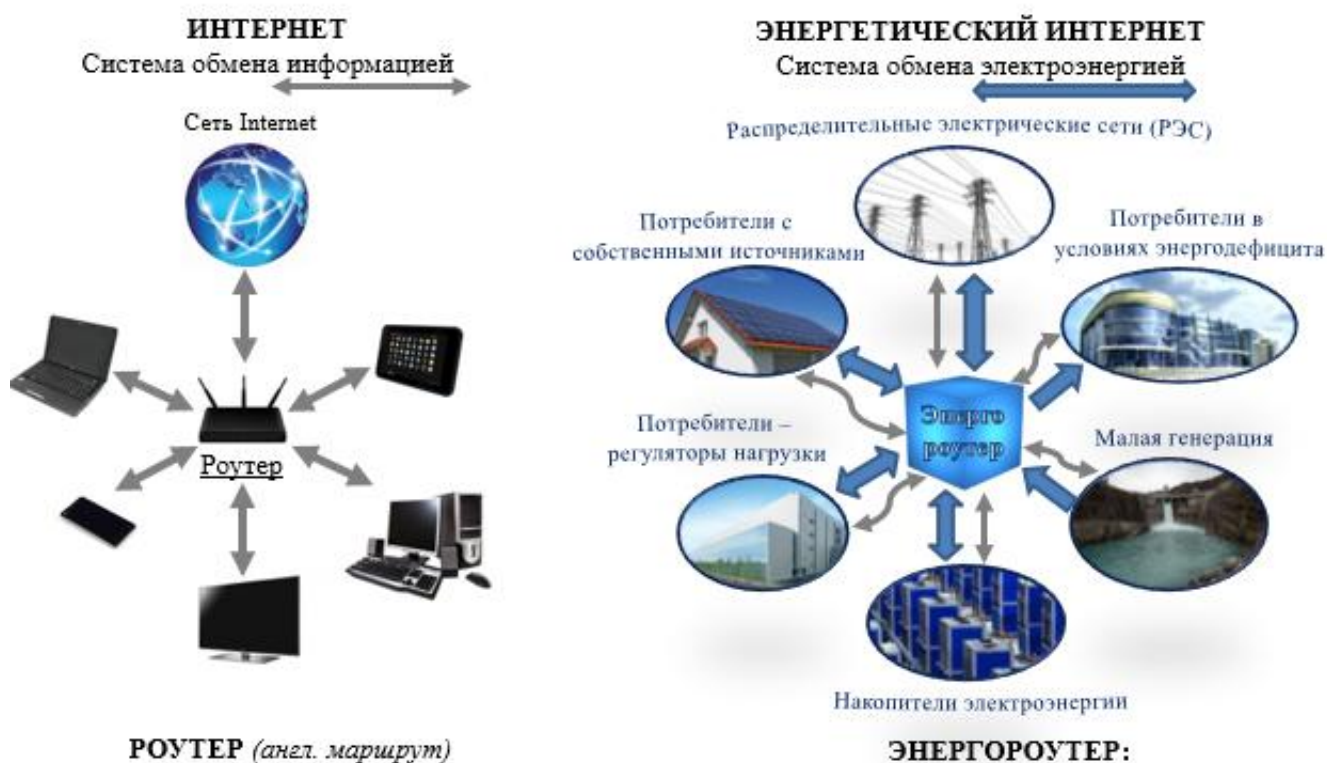 ИНТЕРНЕТ
Система обмена информацией
Сеть Internet
Роутер
РОУТЕР (англ. маршрут)
ЭНЕРГЕТИЧЕСКИЙ ИНТЕРНЕТ
Система обмена электроэнергией
Распределительные электрические сети (РЭС)
Потребители с
собственными источниками
Потребители в
условиях энергодефицита
Энерго
роутер
Потребители –
регуляторы нагрузки
Малая генерация
Накопители электроэнергии
ЭНЕРГОРОУТЕР: